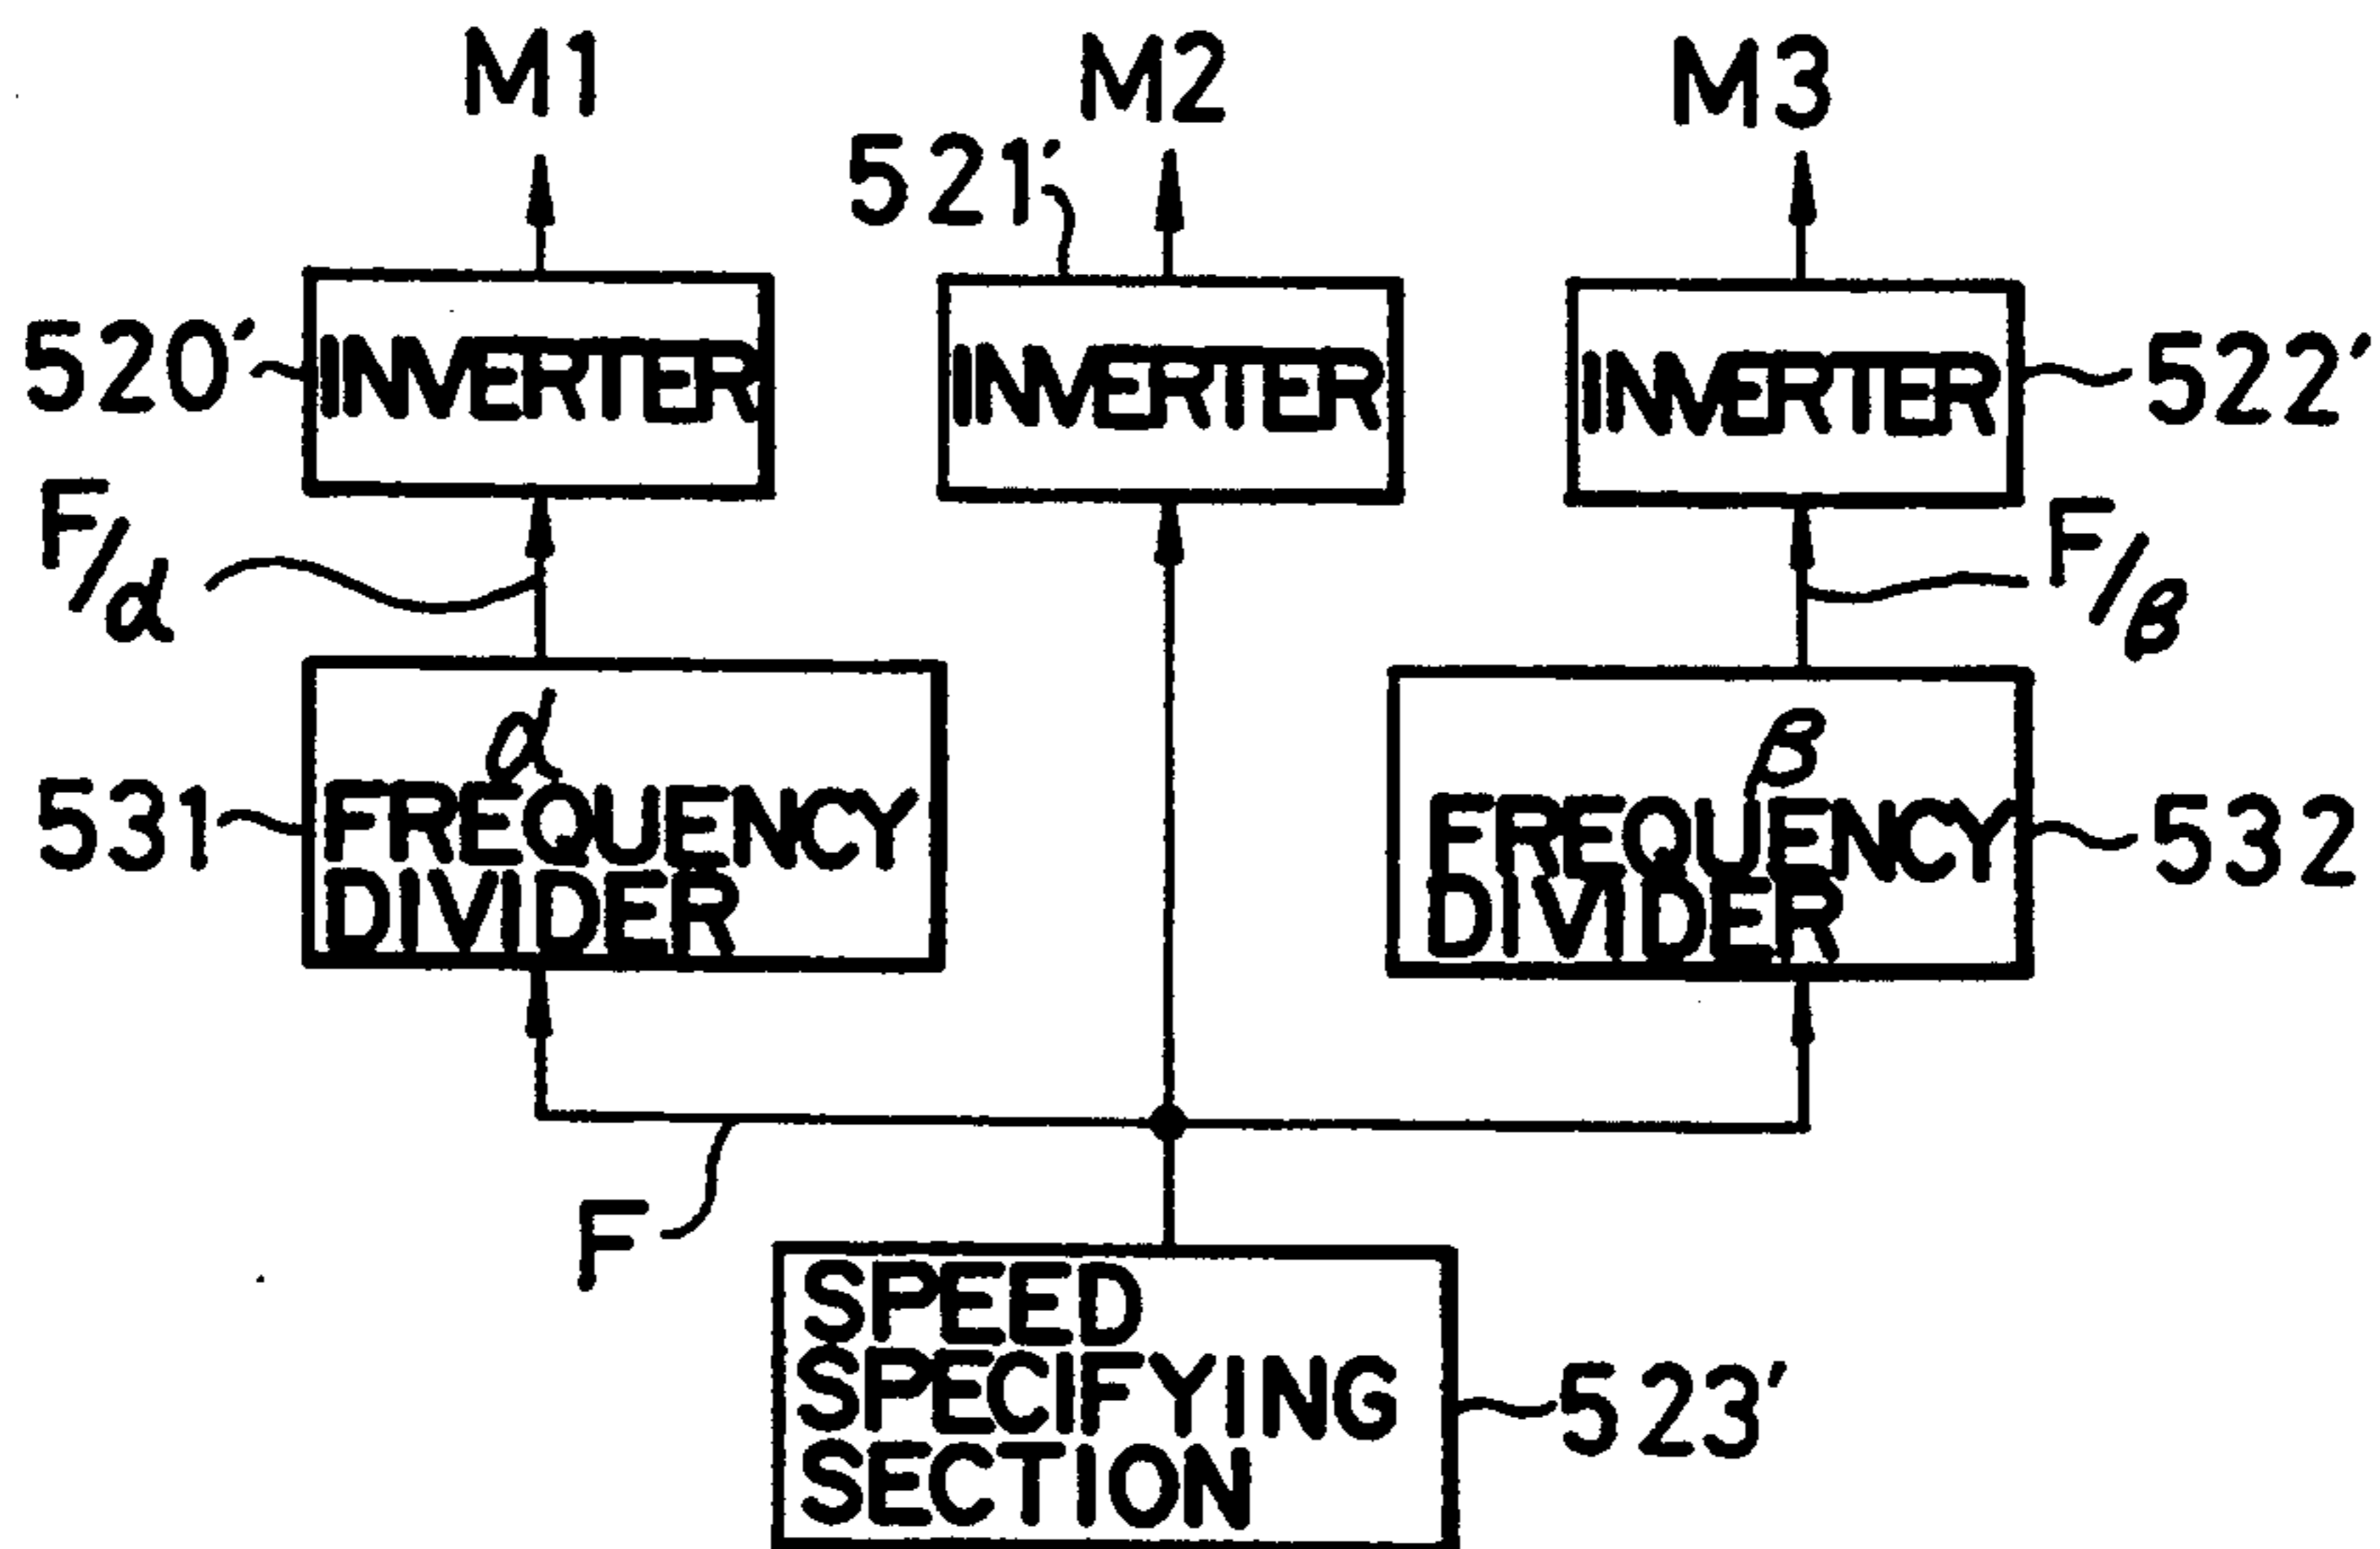 M1 M2 M3
521'
520' INVERTER INVERTER INVERTER 522'
F/α F/β
α β
531 FREQUENCY FREQUENCY 532
DIVIDER DIVIDER
F
SPEED
SPECIFYING 523'
SECTION